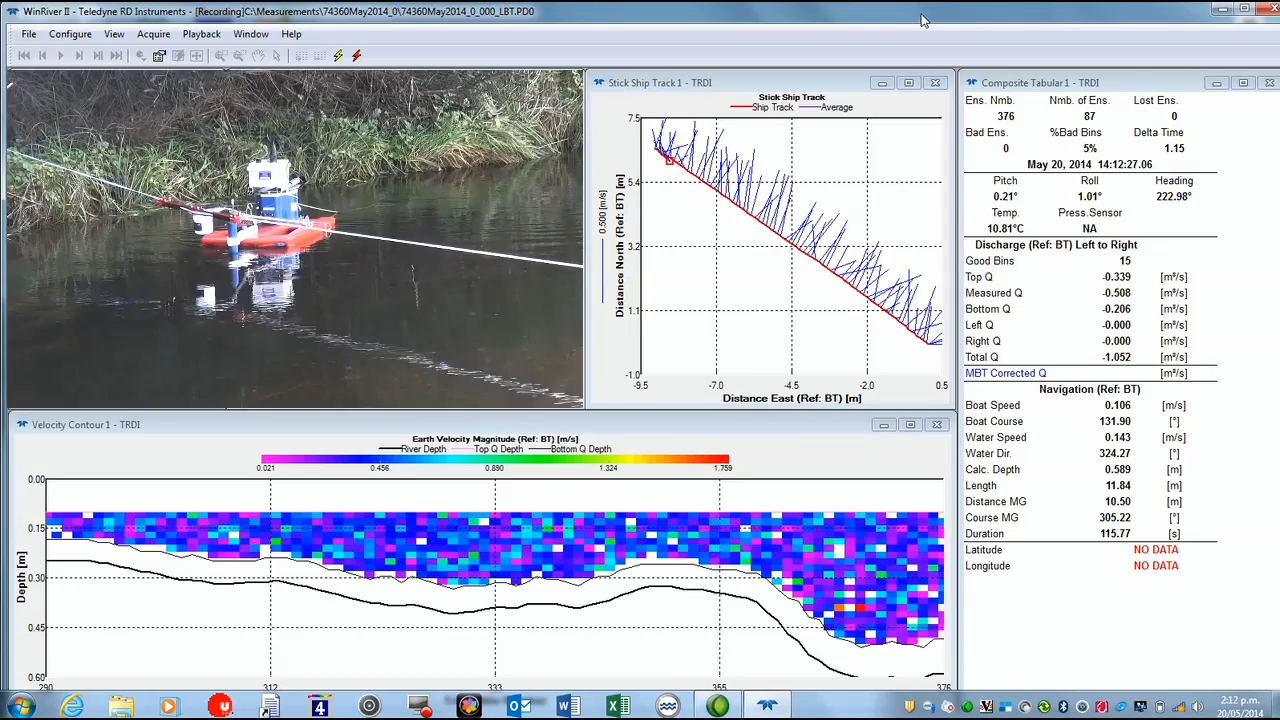 WinRiver II - Teledyne RD Instruments - [Recording]C:\Measurements\74360May2014_0\74360May2014_0_000_LBT.PD0
File Configure View Acquire Playback Window Help
Stick Ship Track 1 - TRDI
Stick Ship Track
Ship Track Average
7.5
5.4
3.2
1.1
-1.0
0.500 [m/s]
Distance North (Ref: BT) [m]
-9.5 -7.0 -4.5 -2.0 0.5
Distance East (Ref: BT) [m]
Composite Tabular 1 - TRDI
Ens. Nmb. Nmb. of Ens. Lost Ens.
376 87 0
Bad Ens. %Bad Bins Delta Time
0 5% 1.15
May 20, 2014 14:12:27.06
Pitch Roll Heading
0.21° 1.01° 222.98°
Temp. Press.Sensor
10.81°C NA
Discharge (Ref: BT) Left to Right
Good Bins 15
Top Q -0.339 [m³/s]
Measured Q -0.508 [m³/s]
Bottom Q -0.206 [m³/s]
Left Q -0.000 [m³/s]
Right Q -0.000 [m³/s]
Total Q -1.052 [m³/s]
MBT Corrected Q [m³/s]
Navigation (Ref: BT)
Boat Speed 0.106 [m/s]
Boat Course 131.90 [°]
Water Speed 0.143 [m/s]
Water Dir. 324.27 [°]
Calc. Depth 0.589 [m]
Length 11.84 [m]
Distance MG 10.50 [m]
Course MG 305.22 [°]
Duration 115.77 [s]
Latitude NO DATA
Longitude NO DATA
Velocity Contour 1 - TRDI
Earth Velocity Magnitude (Ref: BT) [m/s]
River Depth Top Q Depth Bottom Q Depth
0.021 0.456 0.890 1.324 1.759
0.00
0.15
0.30
0.45
0.60
Depth [m]
290 312 333 355 376
2:12 p.m.
20/05/2014